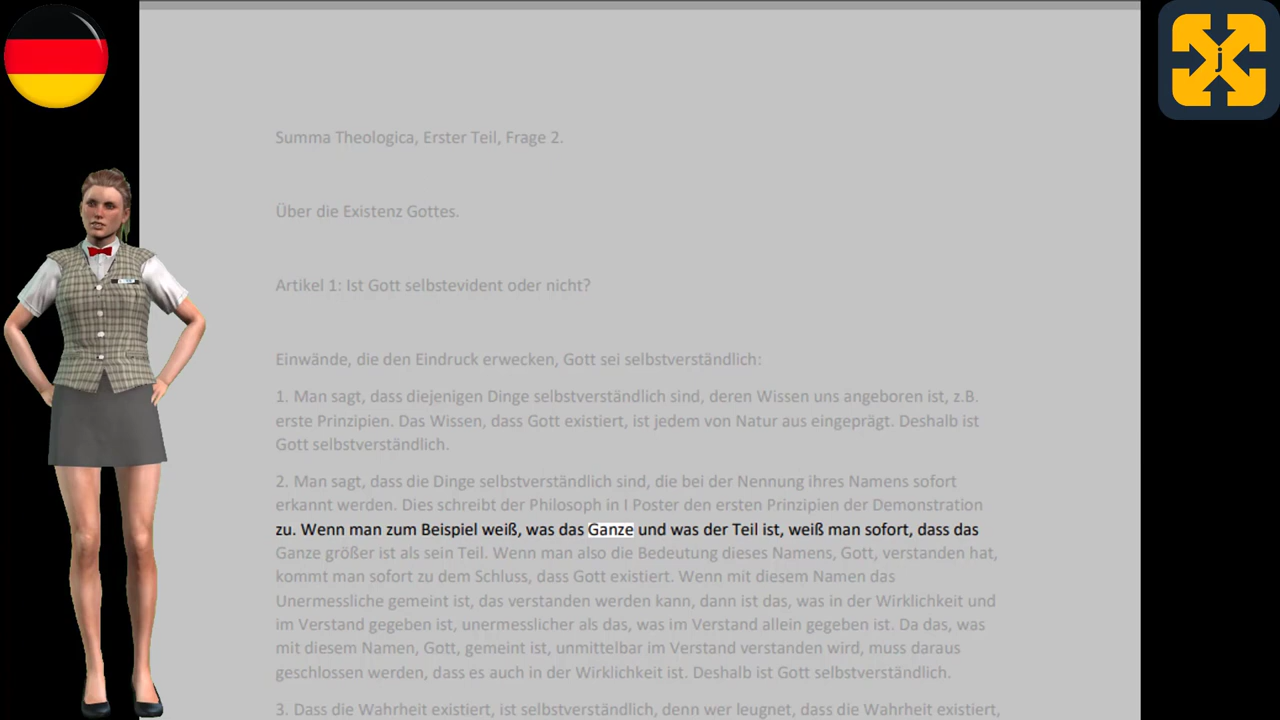 j
Summa Theologica, Erster Teil, Frage 2.
Über die Existenz Gottes.
Artikel 1: Ist Gott selbstevident oder nicht?
Einwände, die den Eindruck erwecken, Gott sei selbstverständlich:
1. Man sagt, dass diejenigen Dinge selbstverständlich sind, deren Wissen uns angeboren ist, z.B.
erste Prinzipien. Das Wissen, dass Gott existiert, ist jedem von Natur aus eingeprägt. Deshalb ist
Gott selbstverständlich.
2. Man sagt, dass die Dinge selbstverständlich sind, die bei der Nennung ihres Namens sofort
erkannt werden. Dies schreibt der Philosoph in I Poster den ersten Prinzipien der Demonstration
zu. Wenn man zum Beispiel weiß, was das Ganze und was der Teil ist, weiß man sofort, dass das
Ganze größer ist als sein Teil. Wenn man also die Bedeutung dieses Namens, Gott, verstanden hat,
kommt man sofort zu dem Schluss, dass Gott existiert. Wenn mit diesem Namen das
Unermessliche gemeint ist, das verstanden werden kann, dann ist das, was in der Wirklichkeit und
im Verstand gegeben ist, unermesslicher als das, was im Verstand allein gegeben ist. Da das, was
mit diesem Namen, Gott, gemeint ist, unmittelbar im Verstand verstanden wird, muss daraus
geschlossen werden, dass es auch in der Wirklichkeit ist. Deshalb ist Gott selbstverständlich.
3. Dass die Wahrheit existiert, ist selbstverständlich, denn wer leugnet, dass die Wahrheit existiert,